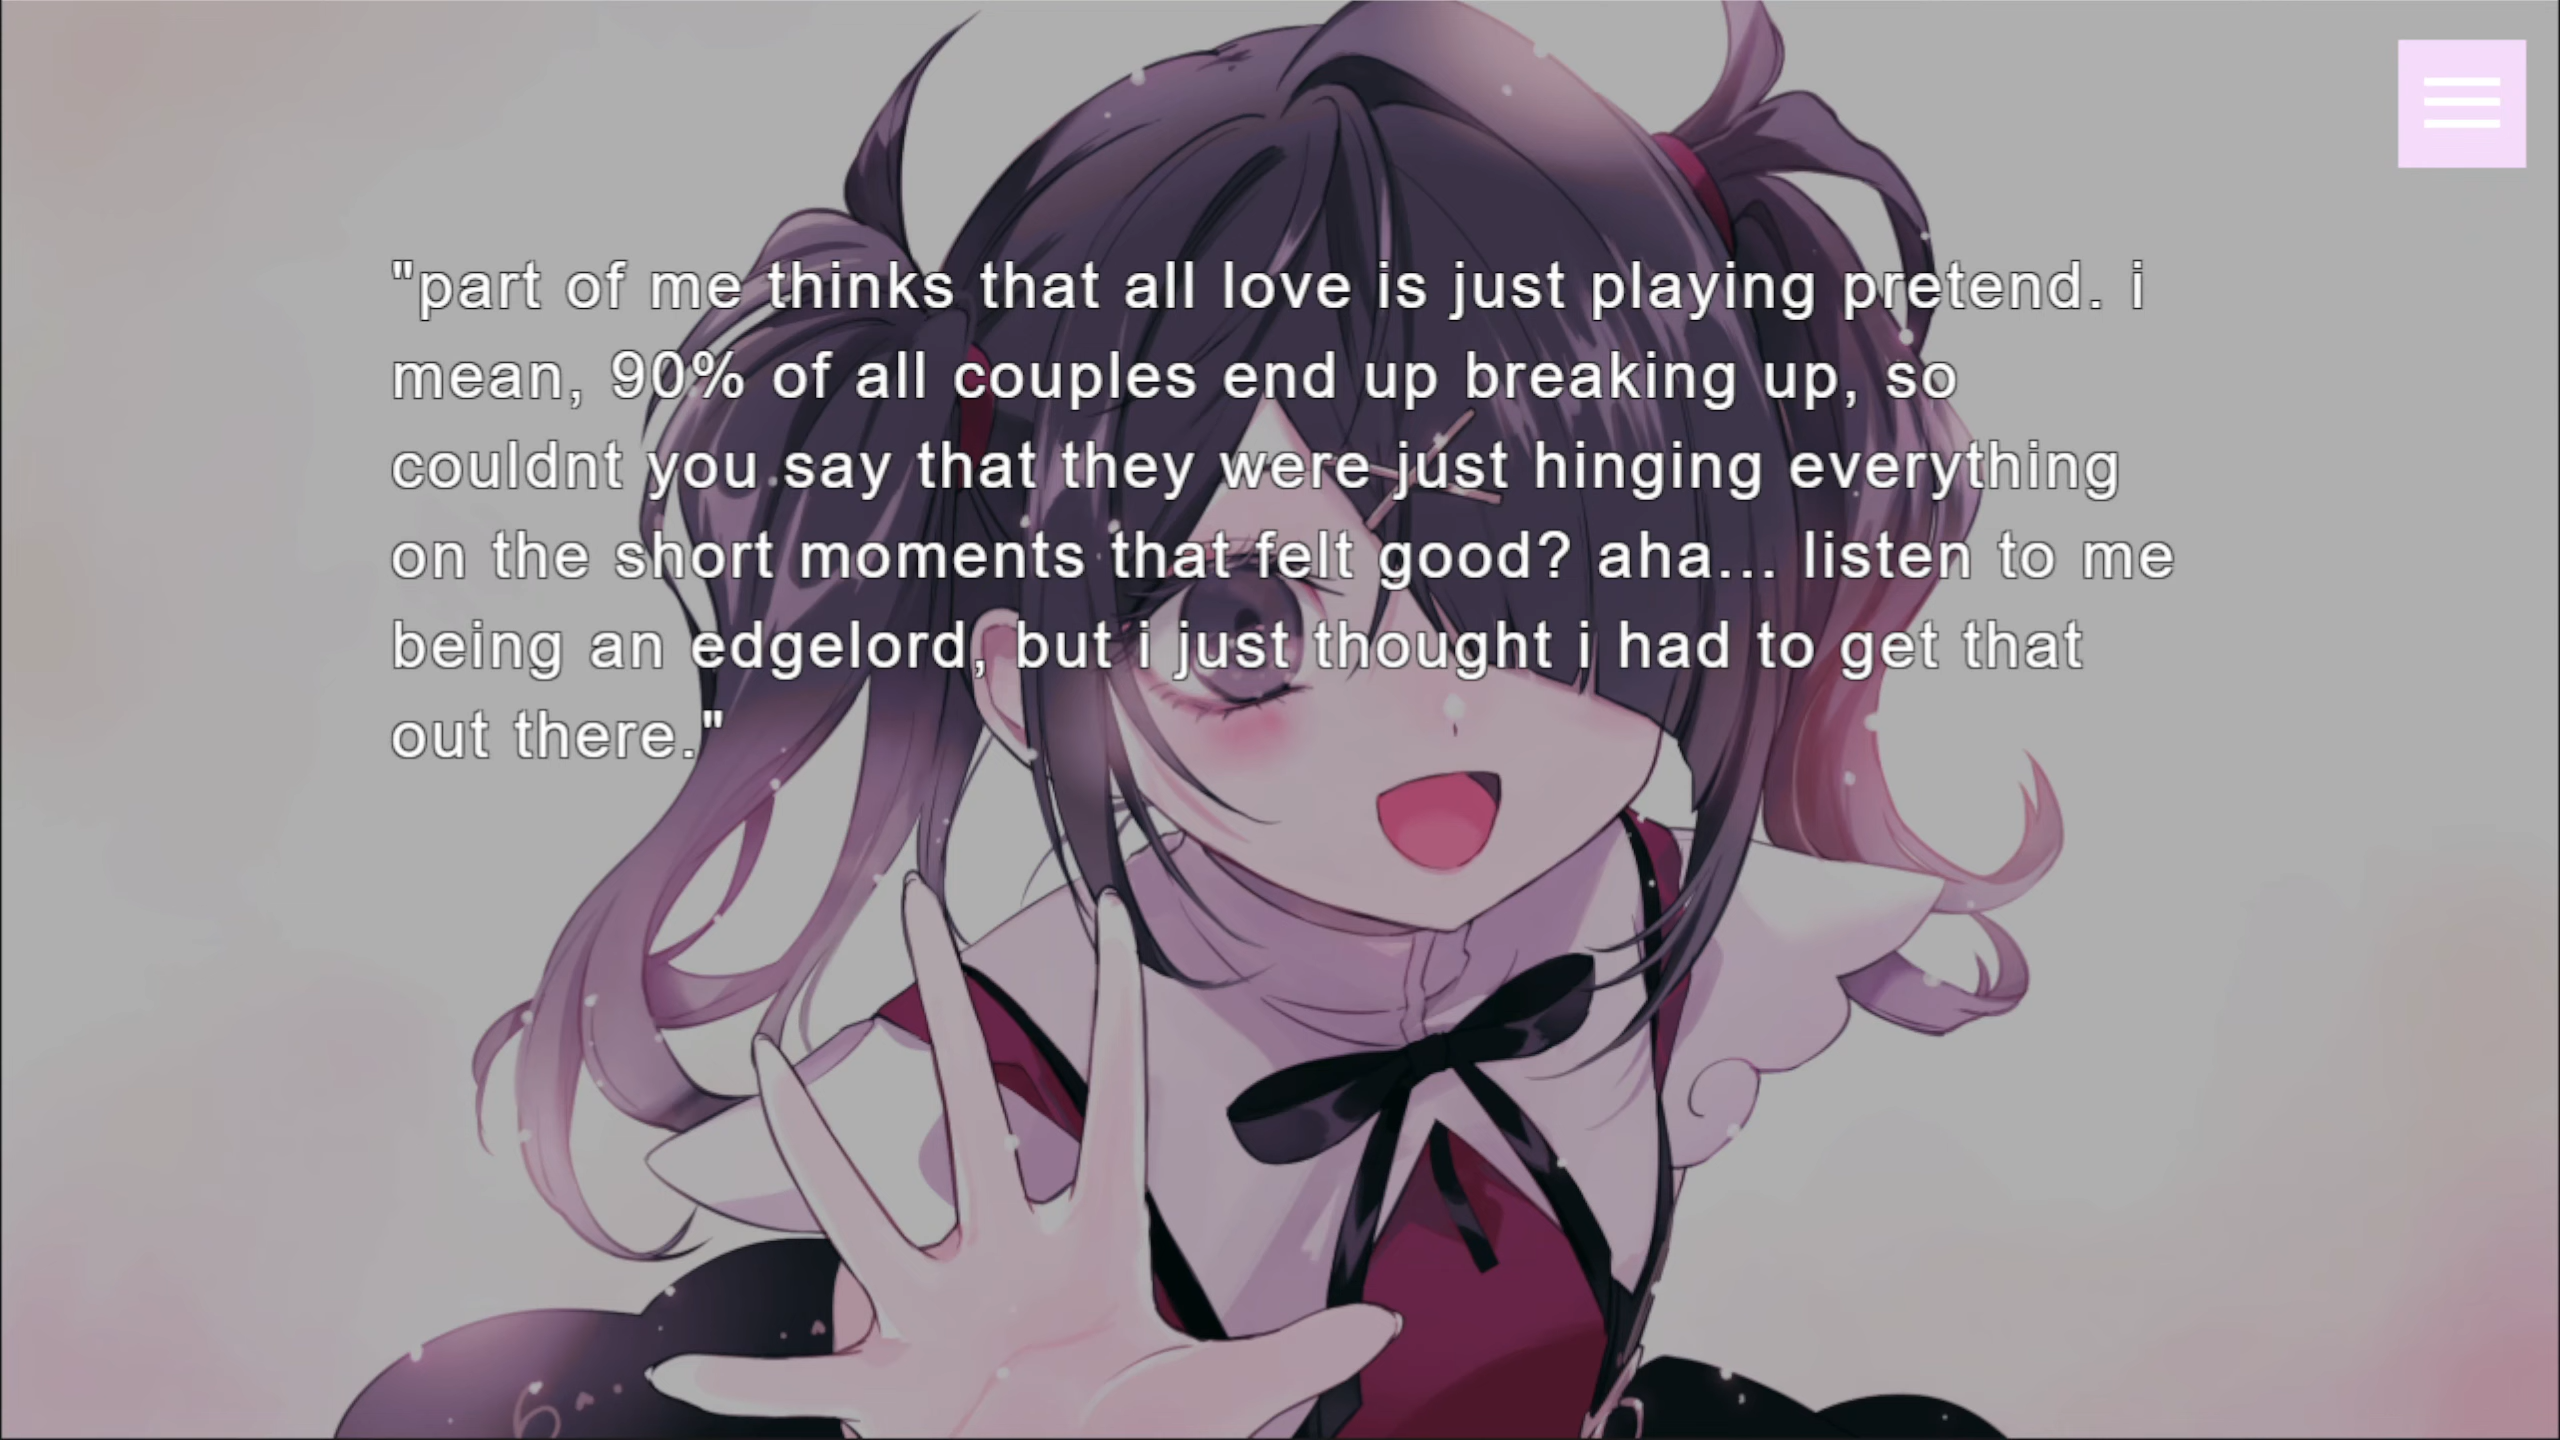 "part of me thinks that all love is just playing pretend. i
mean, 90% of all couples end up breaking up, so
couldnt you say that they were just hinging everything
on the short moments that felt good? aha... listen to me
being an edgelord, but i just thought i had to get that
out there."